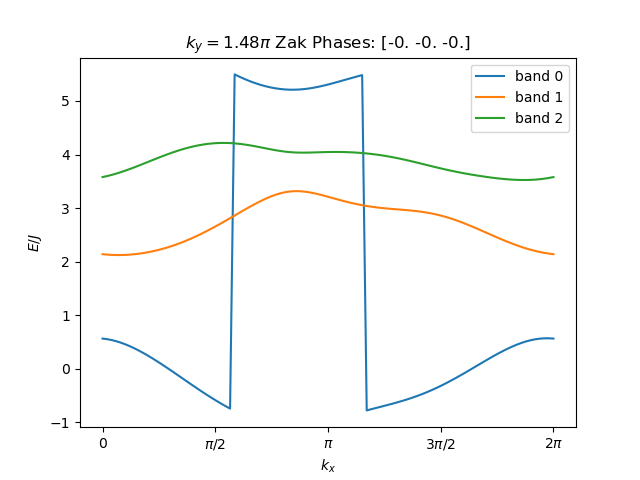 k_y = 1.48π Zak Phases: [-0. -0. -0.]
band 0
band 1
band 2
E/J
5
4
3
2
1
0
−1
0
π/2
π
3π/2
2π
k_x